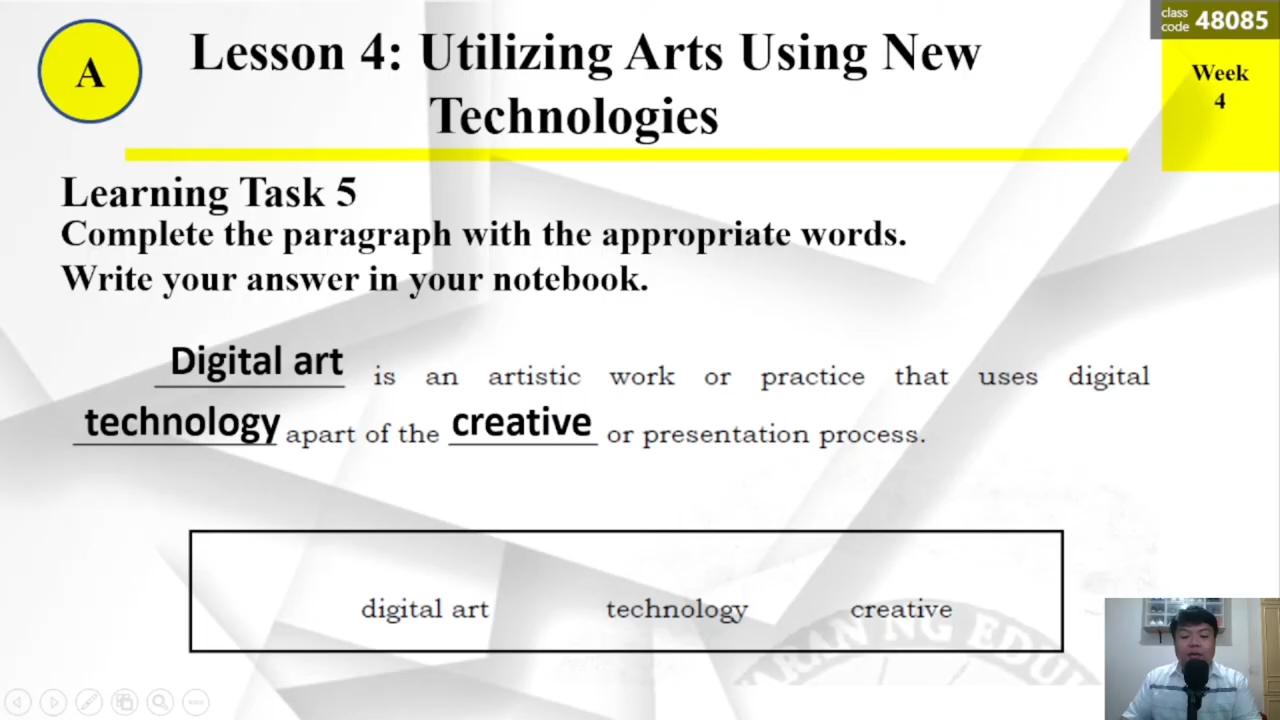 class
code 48085
A
Lesson 4: Utilizing Arts Using New
Technologies
Week
4
Learning Task 5
Complete the paragraph with the appropriate words.
Write your answer in your notebook.
Digital art is an artistic work or practice that uses digital
technology apart of the creative or presentation process.
digital art technology creative
NG